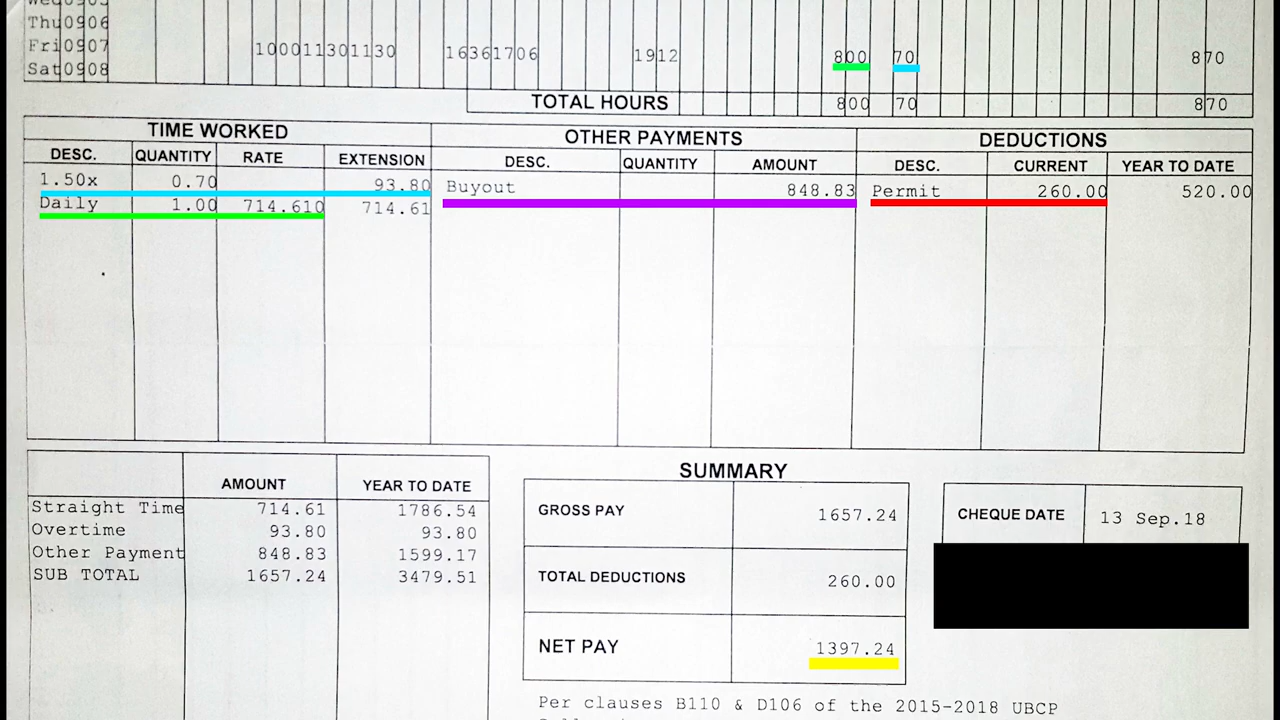 Thu0906
Fri0907 100011301130 16361706 1912 800 70 870
Sat0908
TOTAL HOURS 800 70 870
TIME WORKED OTHER PAYMENTS DEDUCTIONS
DESC. QUANTITY RATE EXTENSION DESC. QUANTITY AMOUNT DESC. CURRENT YEAR TO DATE
1.50x 0.70 93.80 Buyout 848.83 Permit 260.00 520.00
Daily 1.00 714.610 714.61
AMOUNT YEAR TO DATE
Straight Time 714.61 1786.54
Overtime 93.80 93.80
Other Payment 848.83 1599.17
SUB TOTAL 1657.24 3479.51
SUMMARY
GROSS PAY 1657.24
TOTAL DEDUCTIONS 260.00
NET PAY 1397.24
CHEQUE DATE 13 Sep.18
Per clauses B110 & D106 of the 2015-2018 UBCP